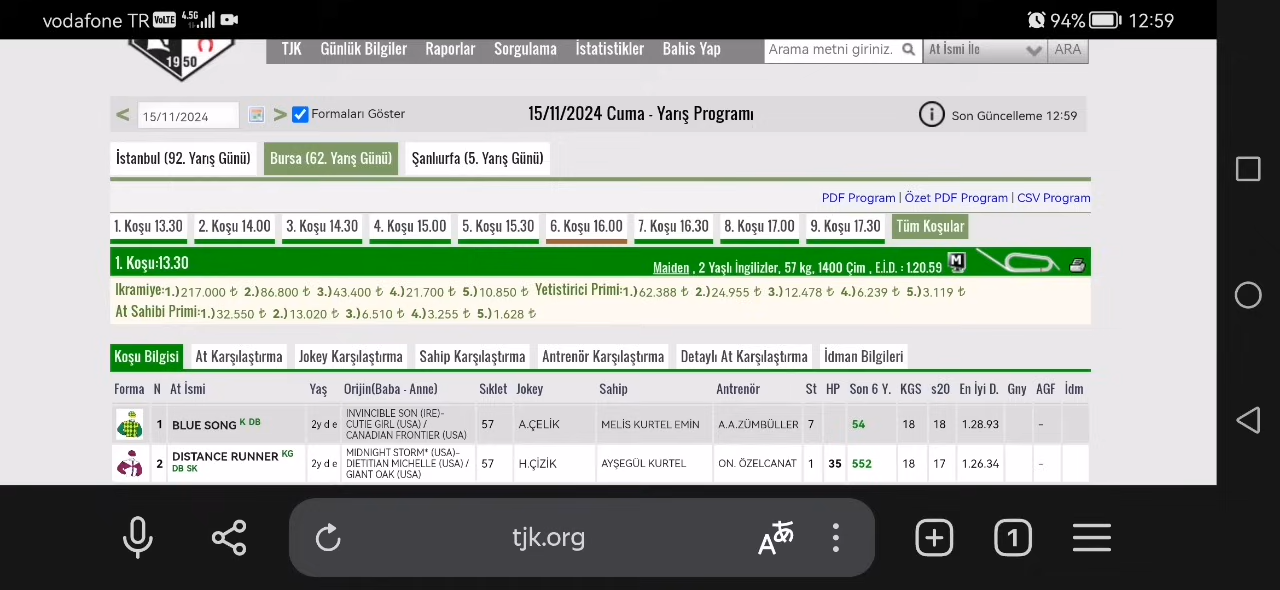 vodafone TR VoLTE 4.5G 94% 12:59
1950
TJK Günlük Bilgiler Raporlar Sorgulama İstatistikler Bahis Yap Arama metni giriniz. At İsmi İle ARA
< 15/11/2024 > Formaları Göster 15/11/2024 Cuma - Yarış Programı Son Güncelleme 12:59
İstanbul (92. Yarış Günü) Bursa (62. Yarış Günü) Şanlıurfa (5. Yarış Günü)
PDF Program | Özet PDF Program | CSV Program
1. Koşu 13.30 2. Koşu 14.00 3. Koşu 14.30 4. Koşu 15.00 5. Koşu 15.30 6. Koşu 16.00 7. Koşu 16.30 8. Koşu 17.00 9. Koşu 17.30 Tüm Koşular
1. Koşu:13.30 Maiden , 2 Yaşlı İngilizler, 57 kg, 1400 Çim , E.İ.D. : 1.20.59
Ikramiye:1.)217.000 ₺ 2.)86.800 ₺ 3.)43.400 ₺ 4.)21.700 ₺ 5.)10.850 ₺ Yetistirici Primi:1.)62.388 ₺ 2.)24.955 ₺ 3.)12.478 ₺ 4.)6.239 ₺ 5.)3.119 ₺
At Sahibi Primi:1.)32.550 ₺ 2.)13.020 ₺ 3.)6.510 ₺ 4.)3.255 ₺ 5.)1.628 ₺
Koşu Bilgisi At Karşılaştırma Jokey Karşılaştırma Sahip Karşılaştırma Antrenör Karşılaştırma Detaylı At Karşılaştırma İdman Bilgileri
Forma N At İsmi Yaş Orijin(Baba - Anne) Sıklet Jokey Sahip Antrenör St HP Son 6 Y. KGS s20 En İyi D. Gny AGF İdm
1 BLUE SONG K DB 2y d e INVINCIBLE SON (IRE)- CUTIE GIRL (USA) / CANADIAN FRONTIER (USA) 57 A.ÇELİK MELİS KURTEL EMİN A.A.ZÜMBÜLLER 7 54 18 18 1.28.93 -
2 DISTANCE RUNNER KG DB SK 2y d e MIDNIGHT STORM* (USA)- DIETITIAN MICHELLE (USA) / GIANT OAK (USA) 57 H.ÇİZİK AYŞEGÜL KURTEL ON. ÖZELCANAT 1 35 552 18 17 1.26.34 -
tjk.org 1